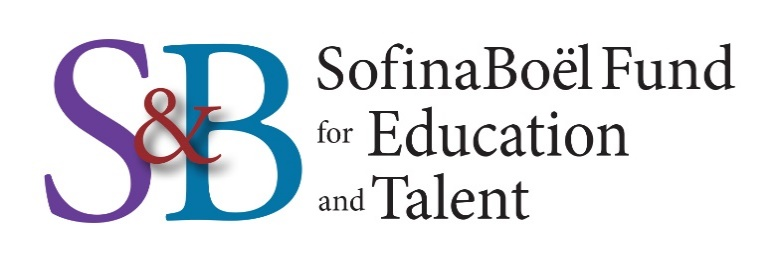 S&B
SofinaBoël Fund
for Education
and Talent